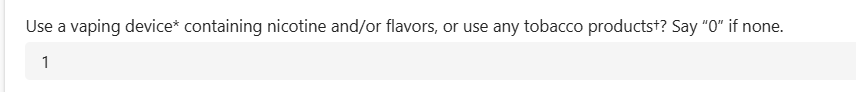 Use a vaping device* containing nicotine and/or flavors, or use any tobacco products†? Say “0” if none.
1